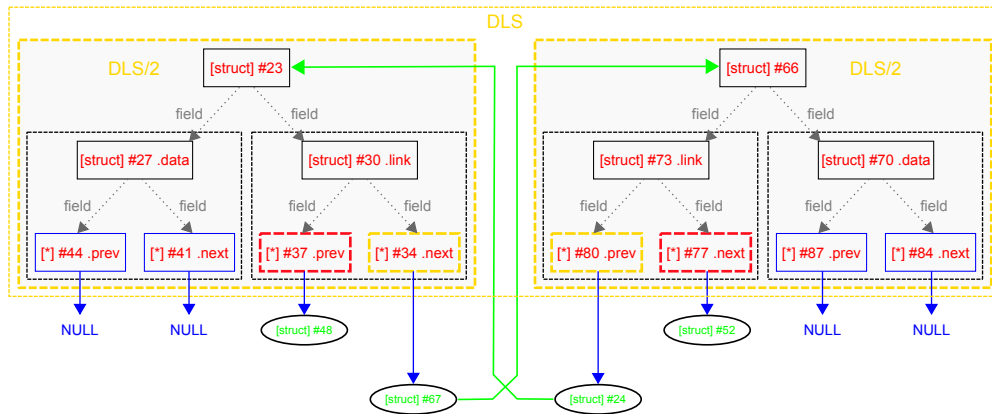 DLS
DLS/2
[struct] #23
[struct] #66
DLS/2
field
field
field
field
[struct] #27 .data
[struct] #30 .link
[struct] #73 .link
[struct] #70 .data
field
field
field
field
field
field
field
field
[*] #44 .prev
[*] #41 .next
[*] #37 .prev
[*] #34 .next
[*] #80 .prev
[*] #77 .next
[*] #87 .prev
[*] #84 .next
NULL
NULL
[struct] #48
[struct] #52
NULL
NULL
[struct] #67
[struct] #24